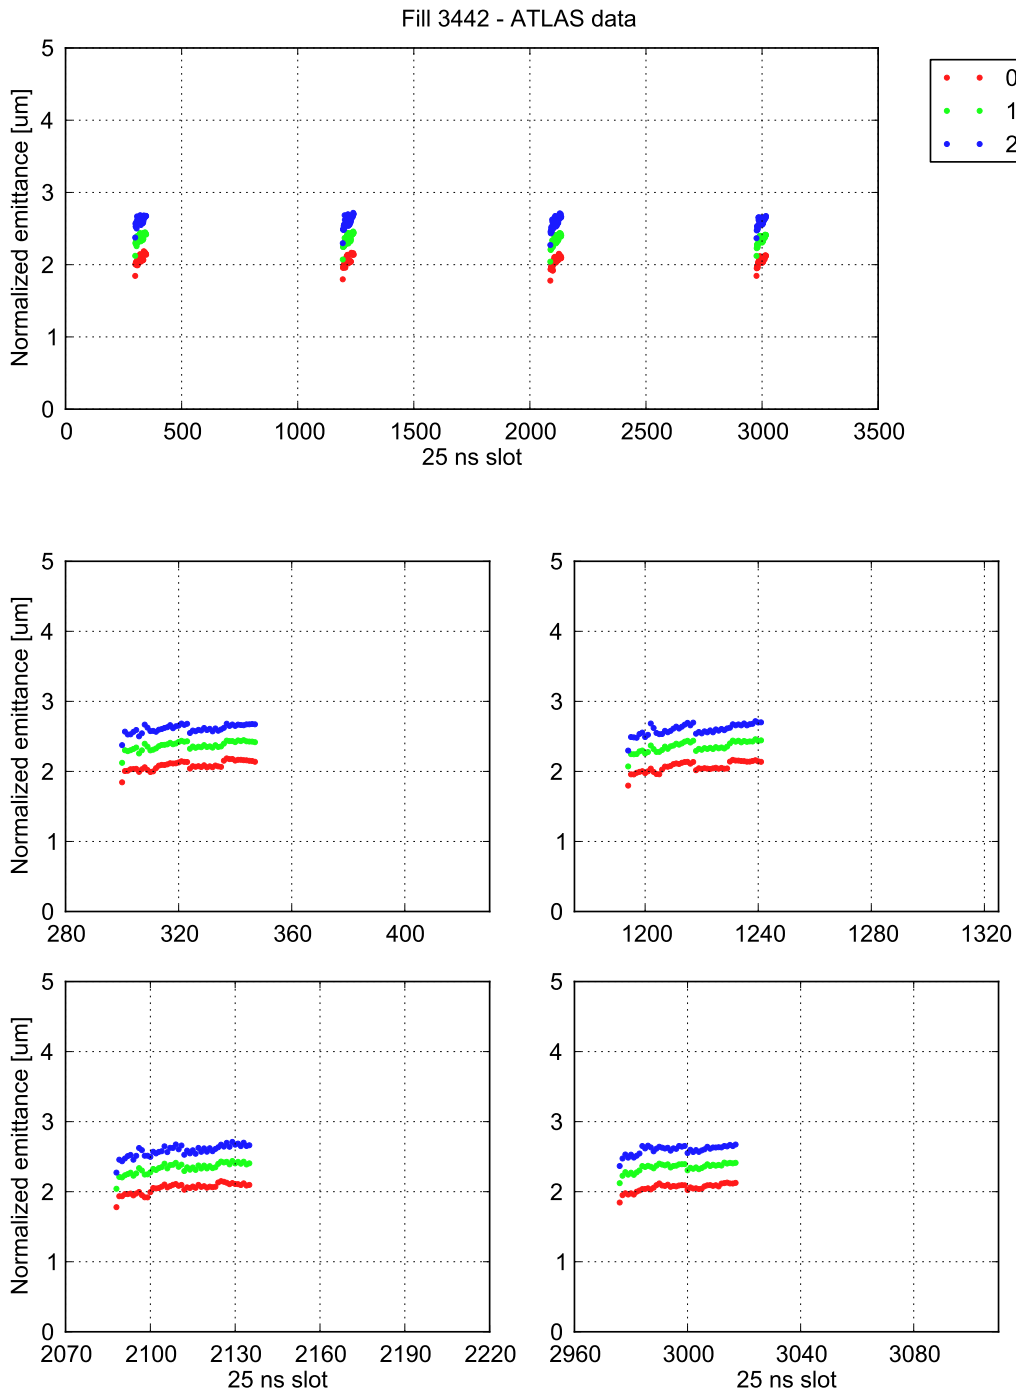 Fill 3442 - ATLAS data
Normalized emittance [um]
5
4
3
2
1
0
0 500 1000 1500 2000 2500 3000 3500
25 ns slot
0
1
2
Normalized emittance [um]
5
4
3
2
1
0
280 320 360 400
5
4
3
2
1
0
1200 1240 1280 1320
Normalized emittance [um]
5
4
3
2
1
0
2070 2100 2130 2160 2190 2220
25 ns slot
5
4
3
2
1
0
2960 3000 3040 3080
25 ns slot